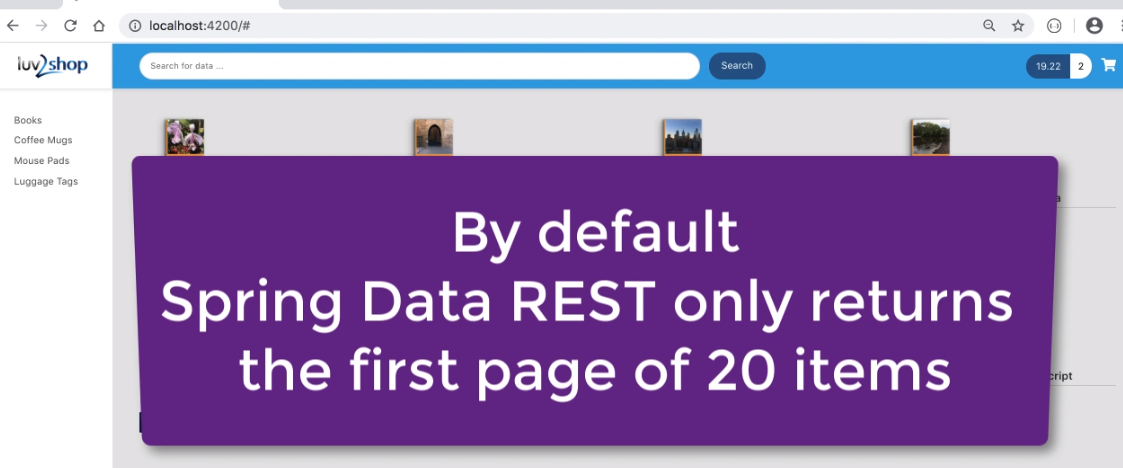 localhost:4200/#
luv2shop
Search for data ...
Search
19.22
2
Books
Coffee Mugs
Mouse Pads
Luggage Tags
By default
Spring Data REST only returns
the first page of 20 items
cript